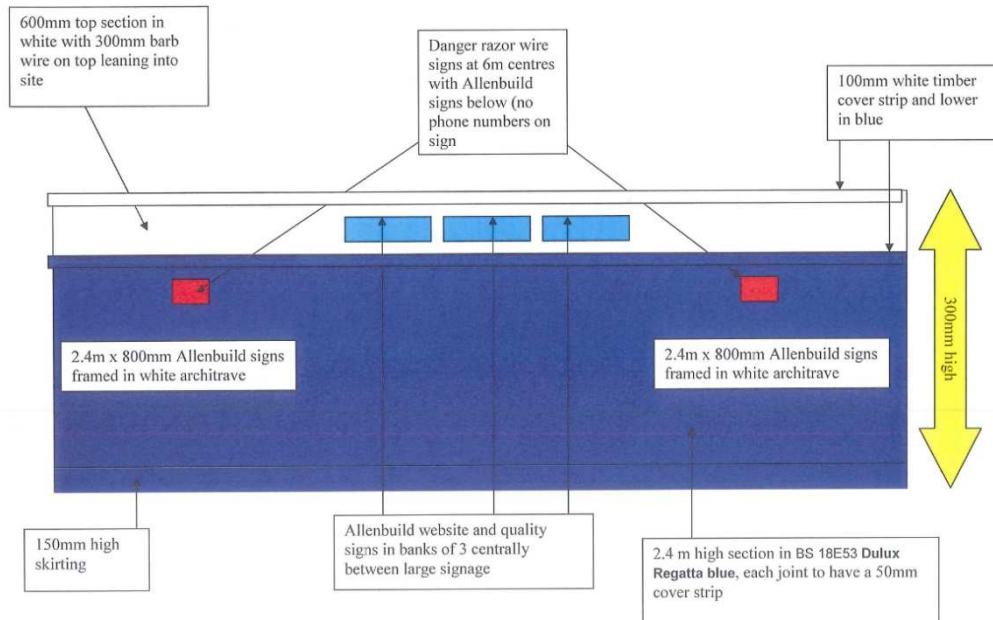 600mm top section in
white with 300mm barb
wire on top leaning into
site
Danger razor wire
signs at 6m centres
with Allenbuild
signs below (no
phone numbers on
sign
100mm white timber
cover strip and lower
in blue
300mm high
2.4m x 800mm Allenbuild signs
framed in white architrave
2.4m x 800mm Allenbuild signs
framed in white architrave
150mm high
skirting
Allenbuild website and quality
signs in banks of 3 centrally
between large signage
2.4 m high section in BS 18E53 Dulux
Regatta blue, each joint to have a 50mm
cover strip